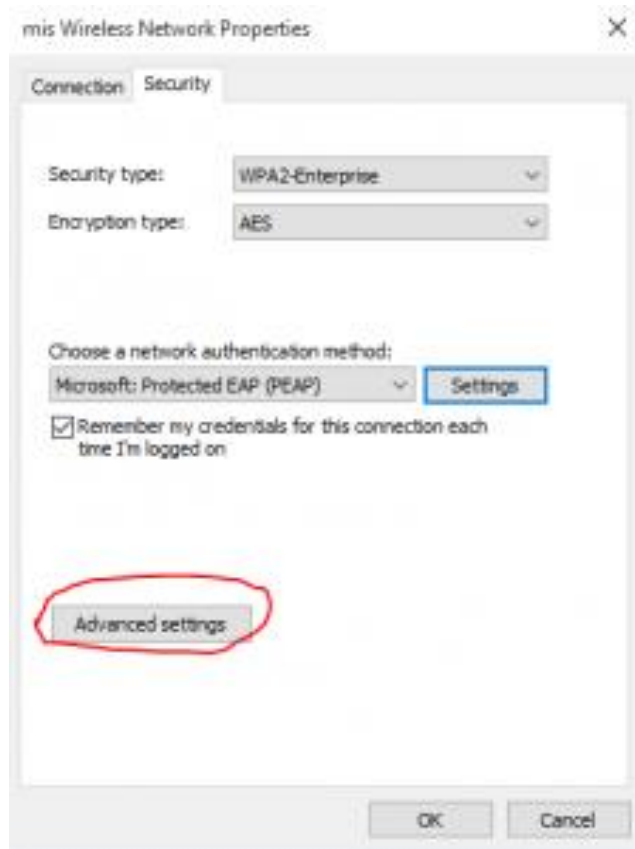 mis Wireless Network Properties
Connection Security
Security type: WPA2-Enterprise
Encryption type: AES
Choose a network authentication method:
Microsoft: Protected EAP (PEAP) Settings
Remember my credentials for this connection each
time I'm logged on
Advanced settings
OK Cancel